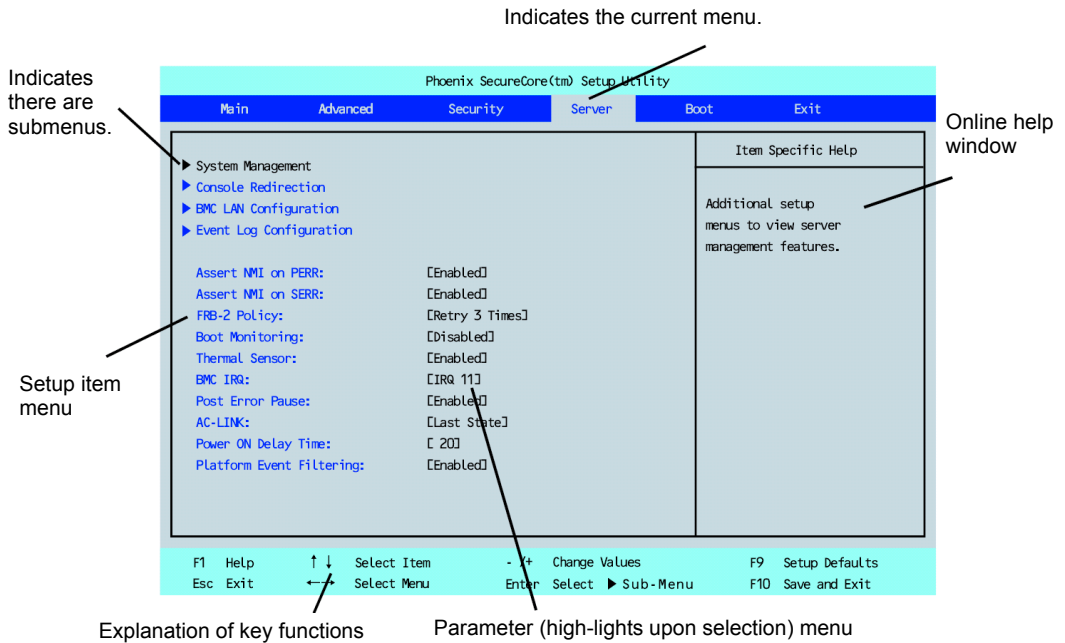 Indicates the current menu.
Indicates
there are
submenus.
Phoenix SecureCore(tm) Setup Utility
Main Advanced Security Server Boot Exit
Online help
window
Item Specific Help
▶ System Management
▶ Console Redirection
▶ BMC LAN Configuration
▶ Event Log Configuration
Additional setup
menus to view server
management features.
Assert NMI on PERR: [Enabled]
Assert NMI on SERR: [Enabled]
FRB-2 Policy: [Retry 3 Times]
Boot Monitoring: [Disabled]
Thermal Sensor: [Enabled]
BMC IRQ: [IRQ 11]
Post Error Pause: [Enabled]
AC-LINK: [Last State]
Power ON Delay Time: [ 20]
Platform Event Filtering: [Enabled]
Setup item
menu
F1 Help ↑ ↓ Select Item - /+ Change Values F9 Setup Defaults
Esc Exit ←→ Select Menu Enter Select ▶ Sub-Menu F10 Save and Exit
Explanation of key functions
Parameter (high-lights upon selection) menu